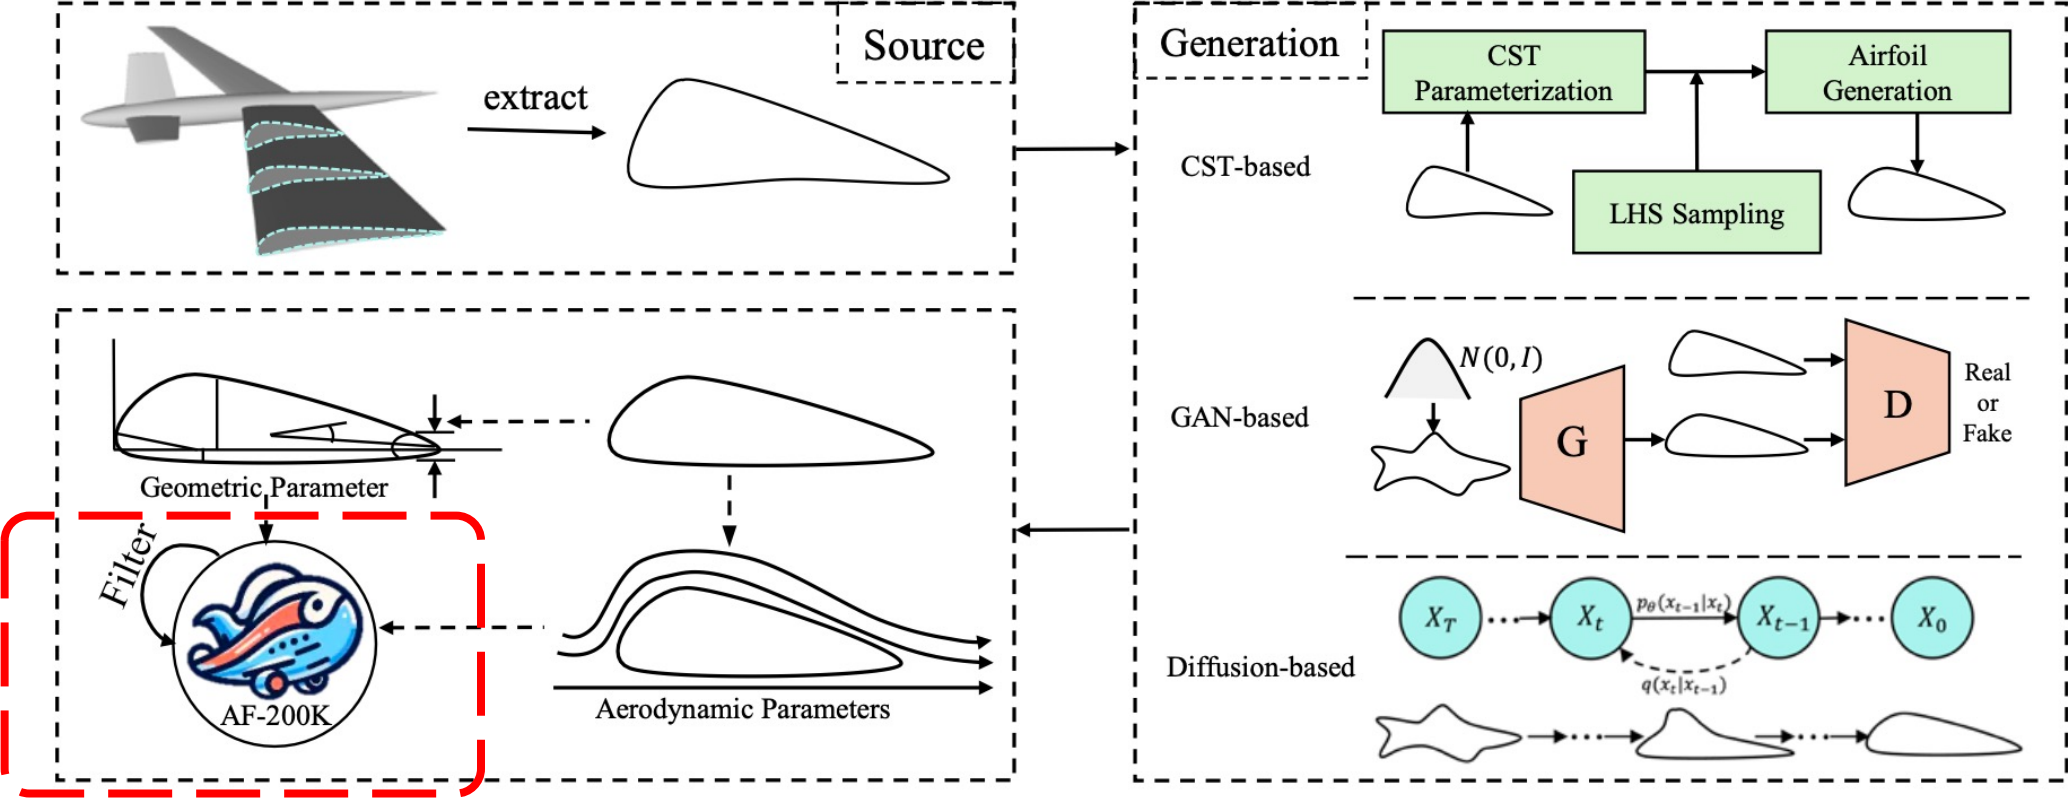 Source
extract
Generation
CST
Parameterization
Airfoil
Generation
LHS Sampling
CST-based
N(0, I)
G
D
Real
or
Fake
GAN-based
X_T
X_t
p_θ(x_{t−1}|x_t)
X_{t−1}
X_0
q(x_t|x_{t−1})
Diffusion-based
Geometric Parameter
Filter
AF-200K
Aerodynamic Parameters